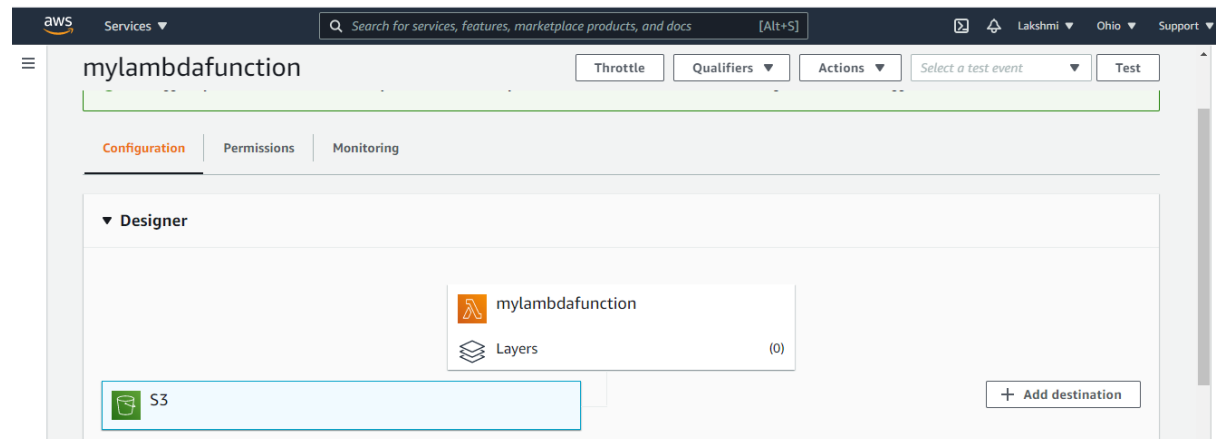 aws Services ▼ Search for services, features, marketplace products, and docs [Alt+S] Lakshmi ▼ Ohio ▼ Support ▼
mylambdafunction Throttle Qualifiers ▼ Actions ▼ Select a test event ▼ Test
Configuration Permissions Monitoring
▼ Designer
mylambdafunction
Layers (0)
S3
+ Add destination